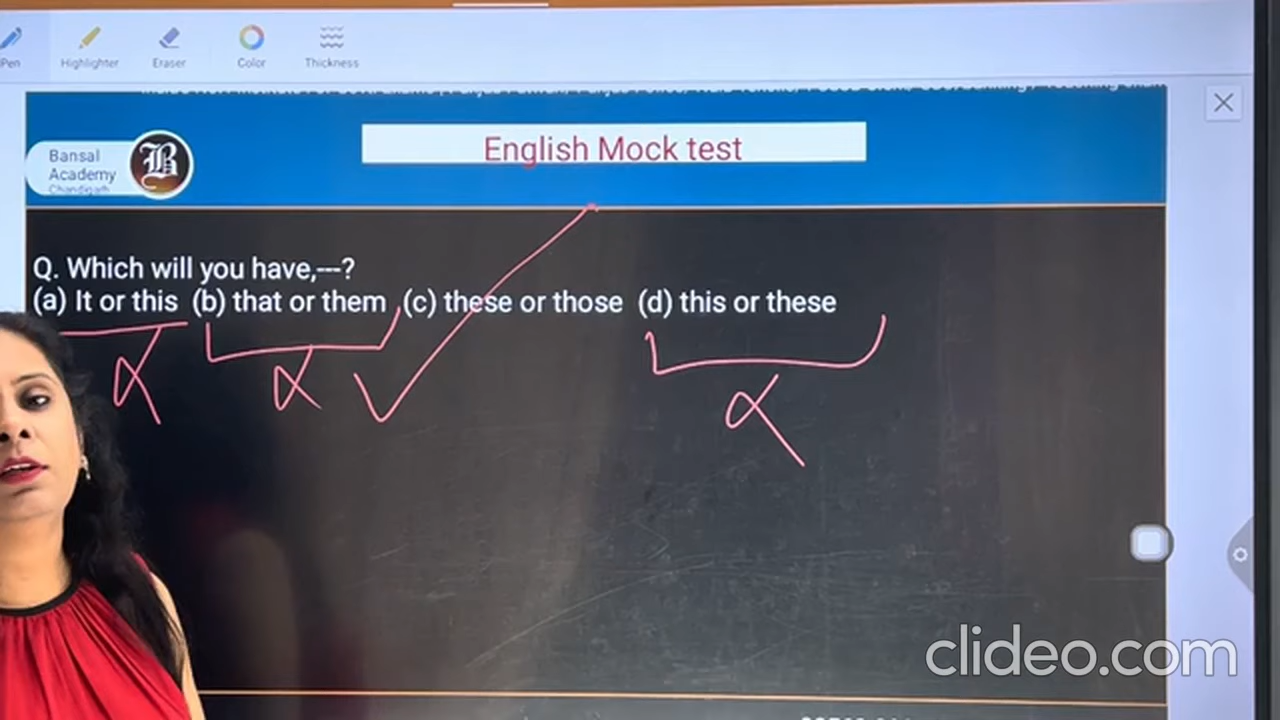 Pen Highlighter Eraser Color Thickness
Bansal
Academy
Chandigarh
B
English Mock test
Q. Which will you have,---?
(a) It or this (b) that or them (c) these or those (d) this or these
clideo.com